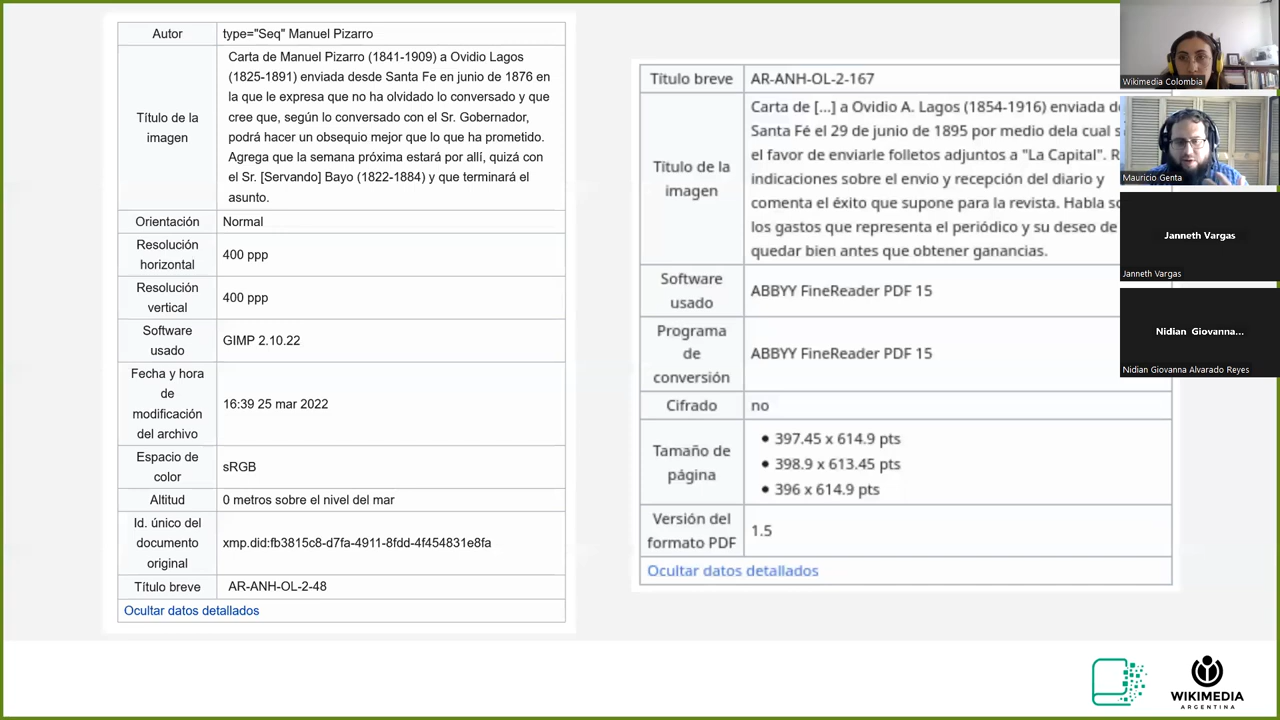 Autor type="Seq" Manuel Pizarro
Título de la imagen
Carta de Manuel Pizarro (1841-1909) a Ovidio Lagos
(1825-1891) enviada desde Santa Fe en junio de 1876 en
la que le expresa que no ha olvidado lo conversado y que
cree que, según lo conversado con el Sr. Gobernador,
podrá hacer un obsequio mejor que lo que ha prometido.
Agrega que la semana próxima estará por allí, quizá con
el Sr. [Servando] Bayo (1822-1884) y que terminará el
asunto.
Orientación Normal
Resolución horizontal 400 ppp
Resolución vertical 400 ppp
Software usado GIMP 2.10.22
Fecha y hora de modificación del archivo 16:39 25 mar 2022
Espacio de color sRGB
Altitud 0 metros sobre el nivel del mar
Id. único del documento original xmp.did:fb3815c8-d7fa-4911-8fdd-4f454831e8fa
Título breve AR-ANH-OL-2-48
Ocultar datos detallados
Título breve AR-ANH-OL-2-167
Título de la imagen
Carta de [...] a Ovidio A. Lagos (1854-1916) enviada
Santa Fé el 29 de junio de 1895 por medio dela cual
el favor de enviarle folletos adjuntos a "La Capital".
indicaciones sobre el envio y recepción del diario y
comenta el éxito que supone para la revista. Habla
los gastos que representa el periódico y su deseo de
quedar bien antes que obtener ganancias.
Software usado ABBYY FineReader PDF 15
Programa de conversión ABBYY FineReader PDF 15
Cifrado no
Tamaño de página
• 397.45 x 614.9 pts
• 398.9 x 613.45 pts
• 396 x 614.9 pts
Versión del formato PDF 1.5
Ocultar datos detallados
Wikimedia Colombia
Mauricio Genta
Janneth Vargas
Janneth Vargas
Nidian Giovanna...
Nidian Giovanna Alvarado Reyes
WIKIMEDIA
ARGENTINA